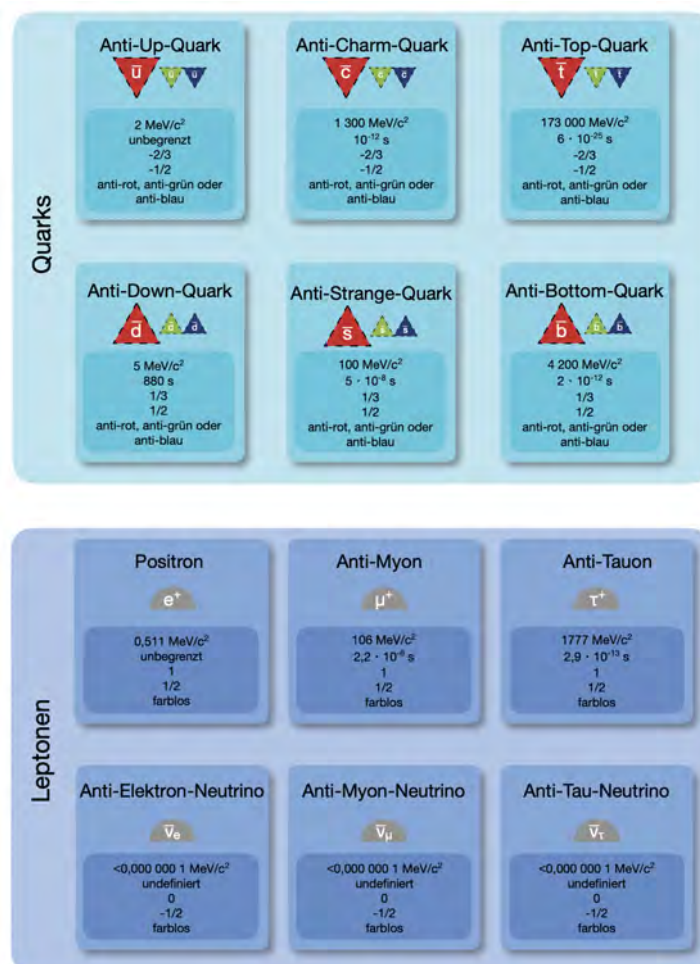 Quarks
Anti-Up-Quark
ū ū ū
2 MeV/c²
unbegrenzt
-2/3
-1/2
anti-rot, anti-grün oder
anti-blau
Anti-Charm-Quark
c̄ c̄ c̄
1 300 MeV/c²
10⁻¹² s
-2/3
-1/2
anti-rot, anti-grün oder
anti-blau
Anti-Top-Quark
t̄ t̄ t̄
173 000 MeV/c²
6 · 10⁻²⁵ s
-2/3
-1/2
anti-rot, anti-grün oder
anti-blau
Anti-Down-Quark
d̄ d̄ d̄
5 MeV/c²
880 s
1/3
1/2
anti-rot, anti-grün oder
anti-blau
Anti-Strange-Quark
s̄ s̄ s̄
100 MeV/c²
5 · 10⁻⁸ s
1/3
1/2
anti-rot, anti-grün oder
anti-blau
Anti-Bottom-Quark
b̄ b̄ b̄
4 200 MeV/c²
2 · 10⁻¹² s
1/3
1/2
anti-rot, anti-grün oder
anti-blau
Leptonen
Positron
e⁺
0,511 MeV/c²
unbegrenzt
1
1/2
farblos
Anti-Myon
μ⁺
106 MeV/c²
2,2 · 10⁻⁶ s
1
1/2
farblos
Anti-Tauon
τ⁺
1777 MeV/c²
2,9 · 10⁻¹³ s
1
1/2
farblos
Anti-Elektron-Neutrino
ν̄e
<0,000 000 1 MeV/c²
undefiniert
0
-1/2
farblos
Anti-Myon-Neutrino
ν̄μ
<0,000 000 1 MeV/c²
undefiniert
0
-1/2
farblos
Anti-Tau-Neutrino
ν̄τ
<0,000 000 1 MeV/c²
undefiniert
0
-1/2
farblos